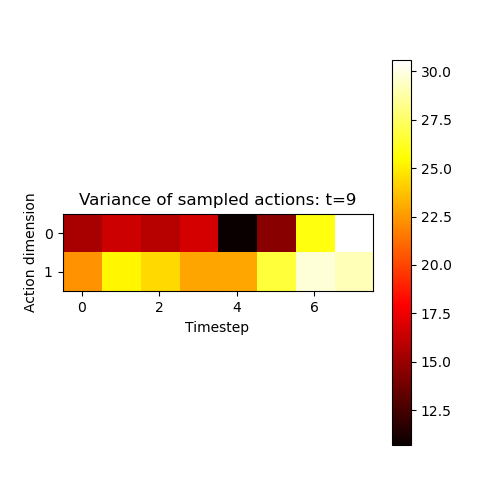 Variance of sampled actions: t=9
Action dimension
0
1
0 2 4 6
Timestep
30.0
27.5
25.0
22.5
20.0
17.5
15.0
12.5